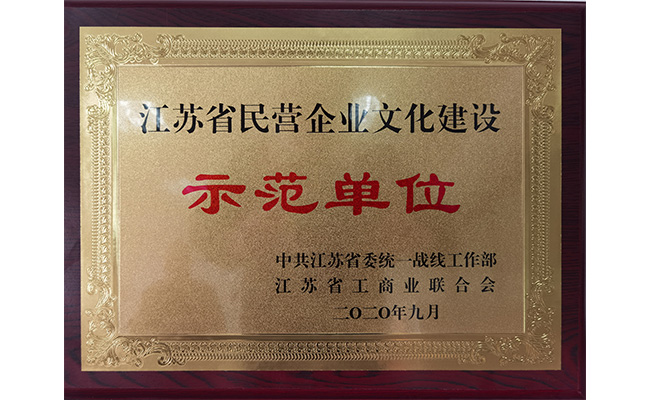 江苏省民营企业文化建设
示范单位
中共江苏省委统一战线工作部
江苏省工商业联合会
二〇二〇年九月